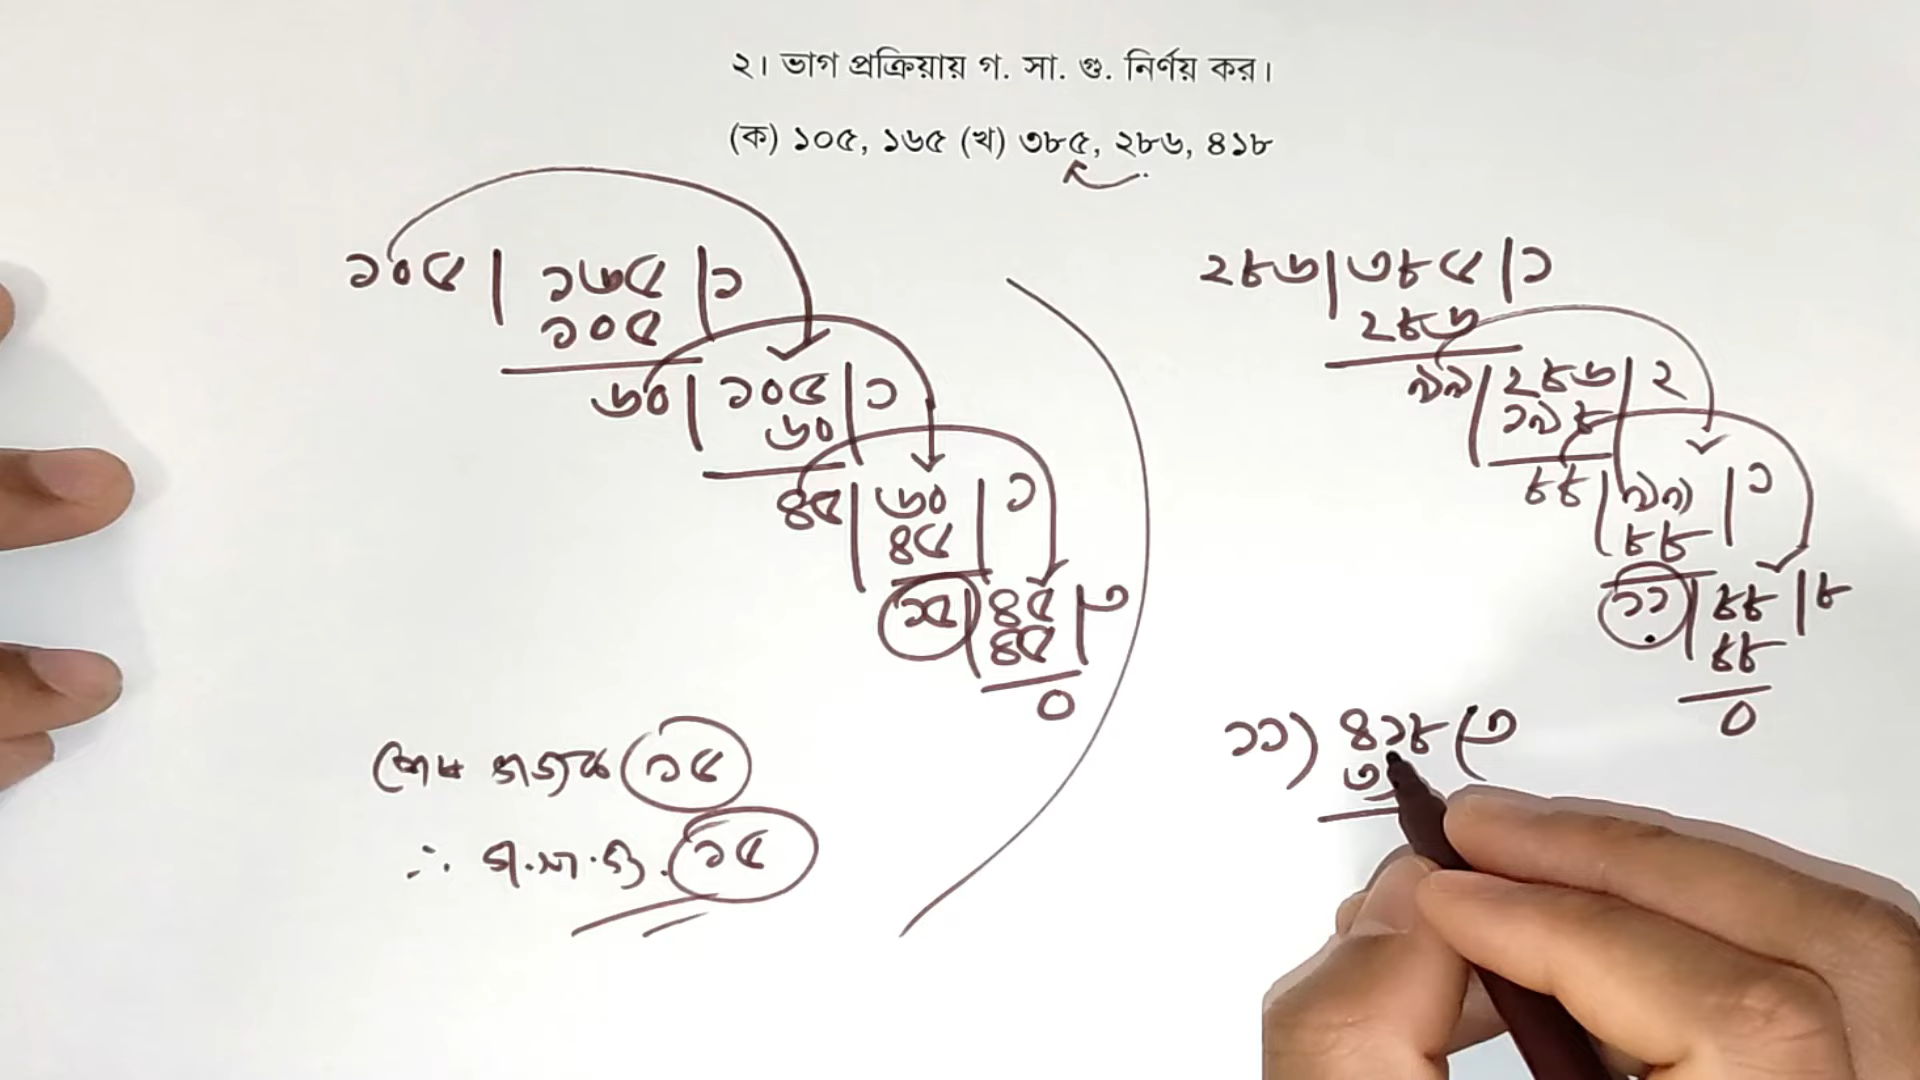 ২। ভাগ প্রক্রিয়ায় গ. সা. গু. নির্ণয় কর।
(ক) ১০৫, ১৬৫ (খ) ৩৮৫, ২৮৬, ৪১৮
১০৫ | ১৬৫ | ১
১০৫
৬০ | ১০৫ | ১
৬০
৪৫ | ৬০ | ১
৪৫
১৫ | ৪৫ | ৩
৪৫
০
শেষ ভাজক ১৫
∴ গ.সা.গু. ১৫
২৮৬ | ৩৮৫ | ১
২৮৬
৯৯ | ২৮৬ | ২
১৯৮
৮৮ | ৯৯ | ১
৮৮
১১ | ৮৮ | ৮
৮৮
০
১১) ৪১৮ (৩
৩